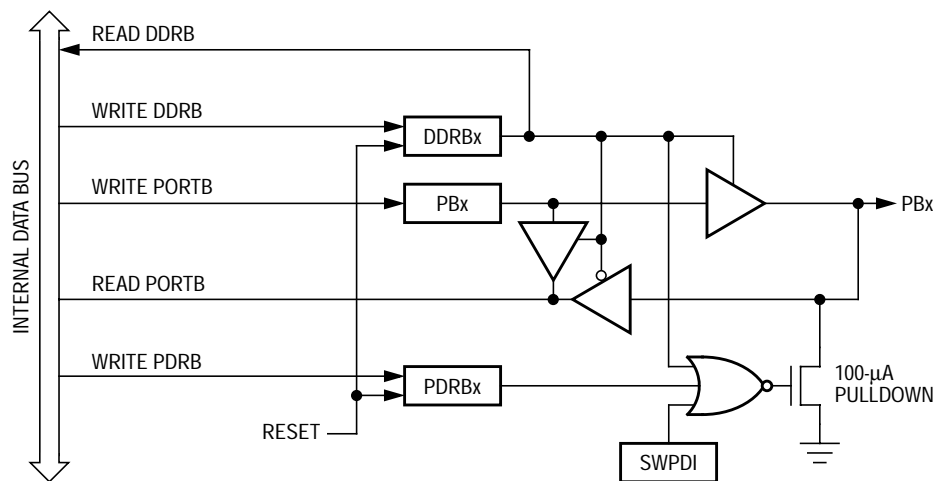 READ DDRB
WRITE DDRB
DDRBx
WRITE PORTB
PBx
PBx
INTERNAL DATA BUS
READ PORTB
WRITE PDRB
PDRBx
100-µA
PULLDOWN
RESET
SWPDI